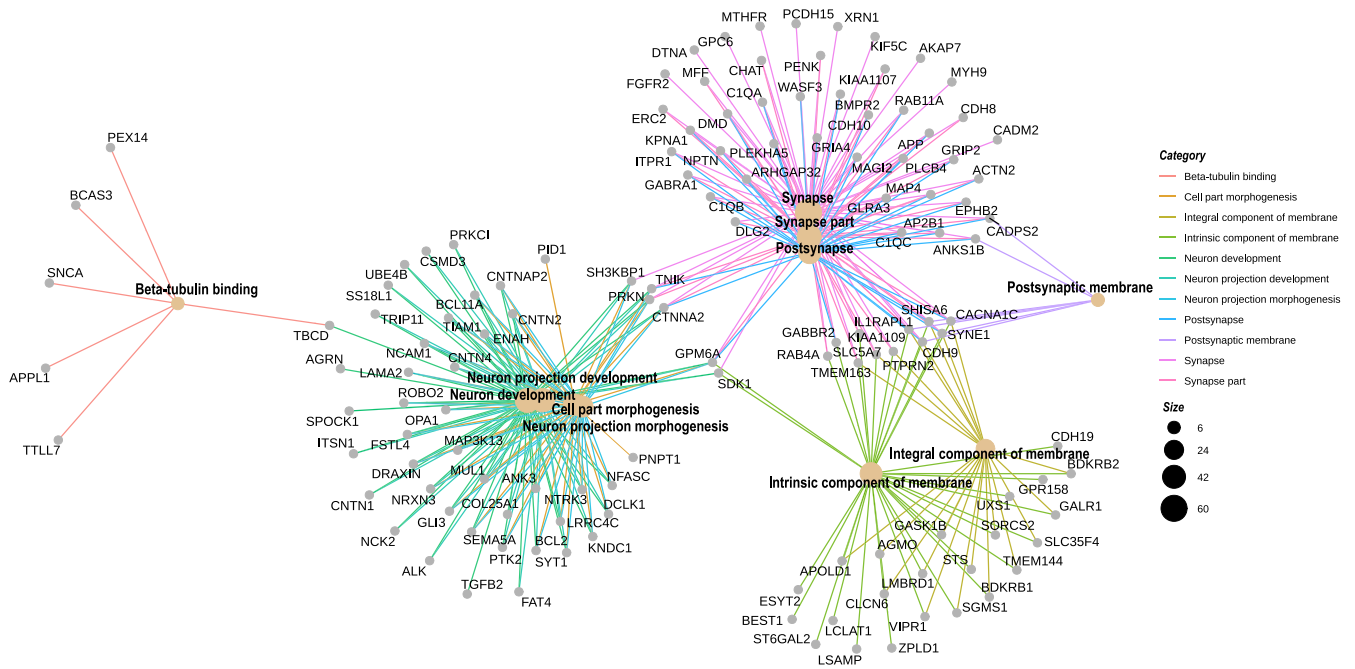 PCDH15
MTHFR
XRN1
GPC6
KIF5C
DTNA
AKAP7
PENK
MFF
CHAT
KIAA1107
MYH9
FGFR2
C1QA
WASF3
BMPR2
RAB11A
CDH8
ERC2
DMD
CDH10
CADM2
KPNA1
GRIA4
APP
GRIP2
ITPR1
NPTN
PLEKHA5
MAGI2
PLCB4
ACTN2
GABRA1
ARHGAP32
MAP4
C1QB
GLRA3
EPHB2
DLG2
AP2B1
CADPS2
C1QC
ANKS1B
Synapse
Synapse part
Postsynapse
Postsynaptic membrane
PEX14
BCAS3
SNCA
Beta-tubulin binding
TBCD
APPL1
TTLL7
PRKCI
PID1
CSMD3
UBE4B
CNTNAP2
SH3KBP1
TNIK
SS18L1
BCL11A
PRKN
TRIP11
TIAM1
CNTN2
CTNNA2
ENAH
AGRN
NCAM1
CNTN4
GPM6A
LAMA2
SDK1
Neuron projection development
Neuron development
Cell part morphogenesis
Neuron projection morphogenesis
ROBO2
SPOCK1
OPA1
ITSN1
FSTL4
MAP3K13
PNPT1
DRAXIN
MUL1
ANK3
NFASC
CNTN1
NRXN3
COL25A1
NTRK3
DCLK1
GLI3
LRRC4C
NCK2
SEMA5A
BCL2
KNDC1
ALK
PTK2
SYT1
TGFB2
FAT4
SHISA6
CACNA1C
IL1RAPL1
GABBR2
KIAA1109
SYNE1
RAB4A
SLC5A7
CDH9
TMEM163
PTPRN2
Integral component of membrane
Intrinsic component of membrane
CDH19
BDKRB2
GPR158
UXS1
GALR1
GASK1B
SORCS2
SLC35F4
AGMO
STS
TMEM144
APOLD1
LMBRD1
BDKRB1
ESYT2
CLCN6
SGMS1
BEST1
LCLAT1
VIPR1
ST6GAL2
ZPLD1
LSAMP
Category
Beta-tubulin binding
Cell part morphogenesis
Integral component of membrane
Intrinsic component of membrane
Neuron development
Neuron projection development
Neuron projection morphogenesis
Postsynapse
Postsynaptic membrane
Synapse
Synapse part
Size
6
24
42
60